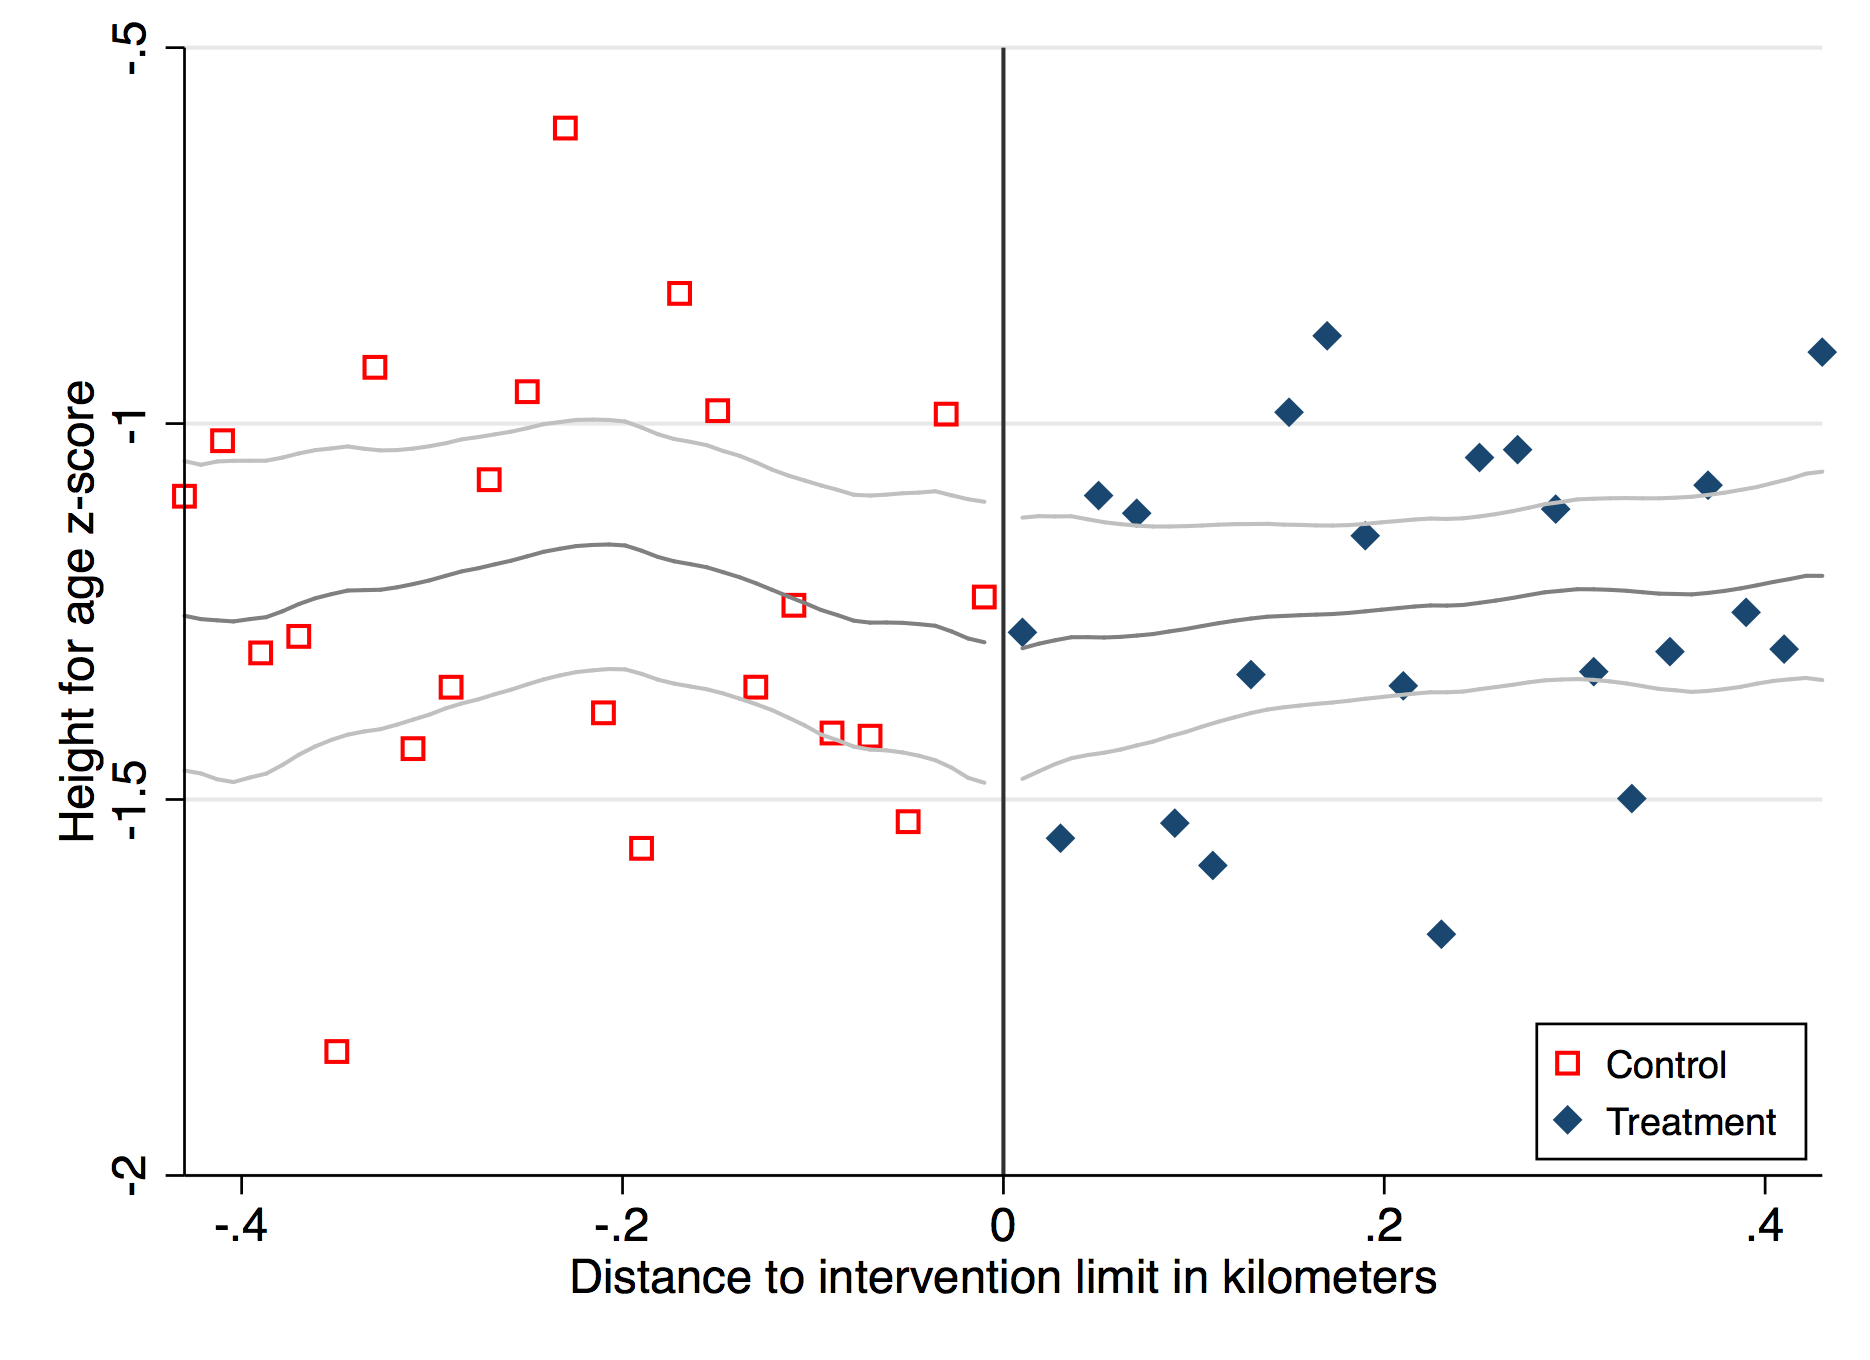 Height for age z-score
-.5
-1
-1.5
-2
-.4
-.2
0
.2
.4
Distance to intervention limit in kilometers
Control
Treatment